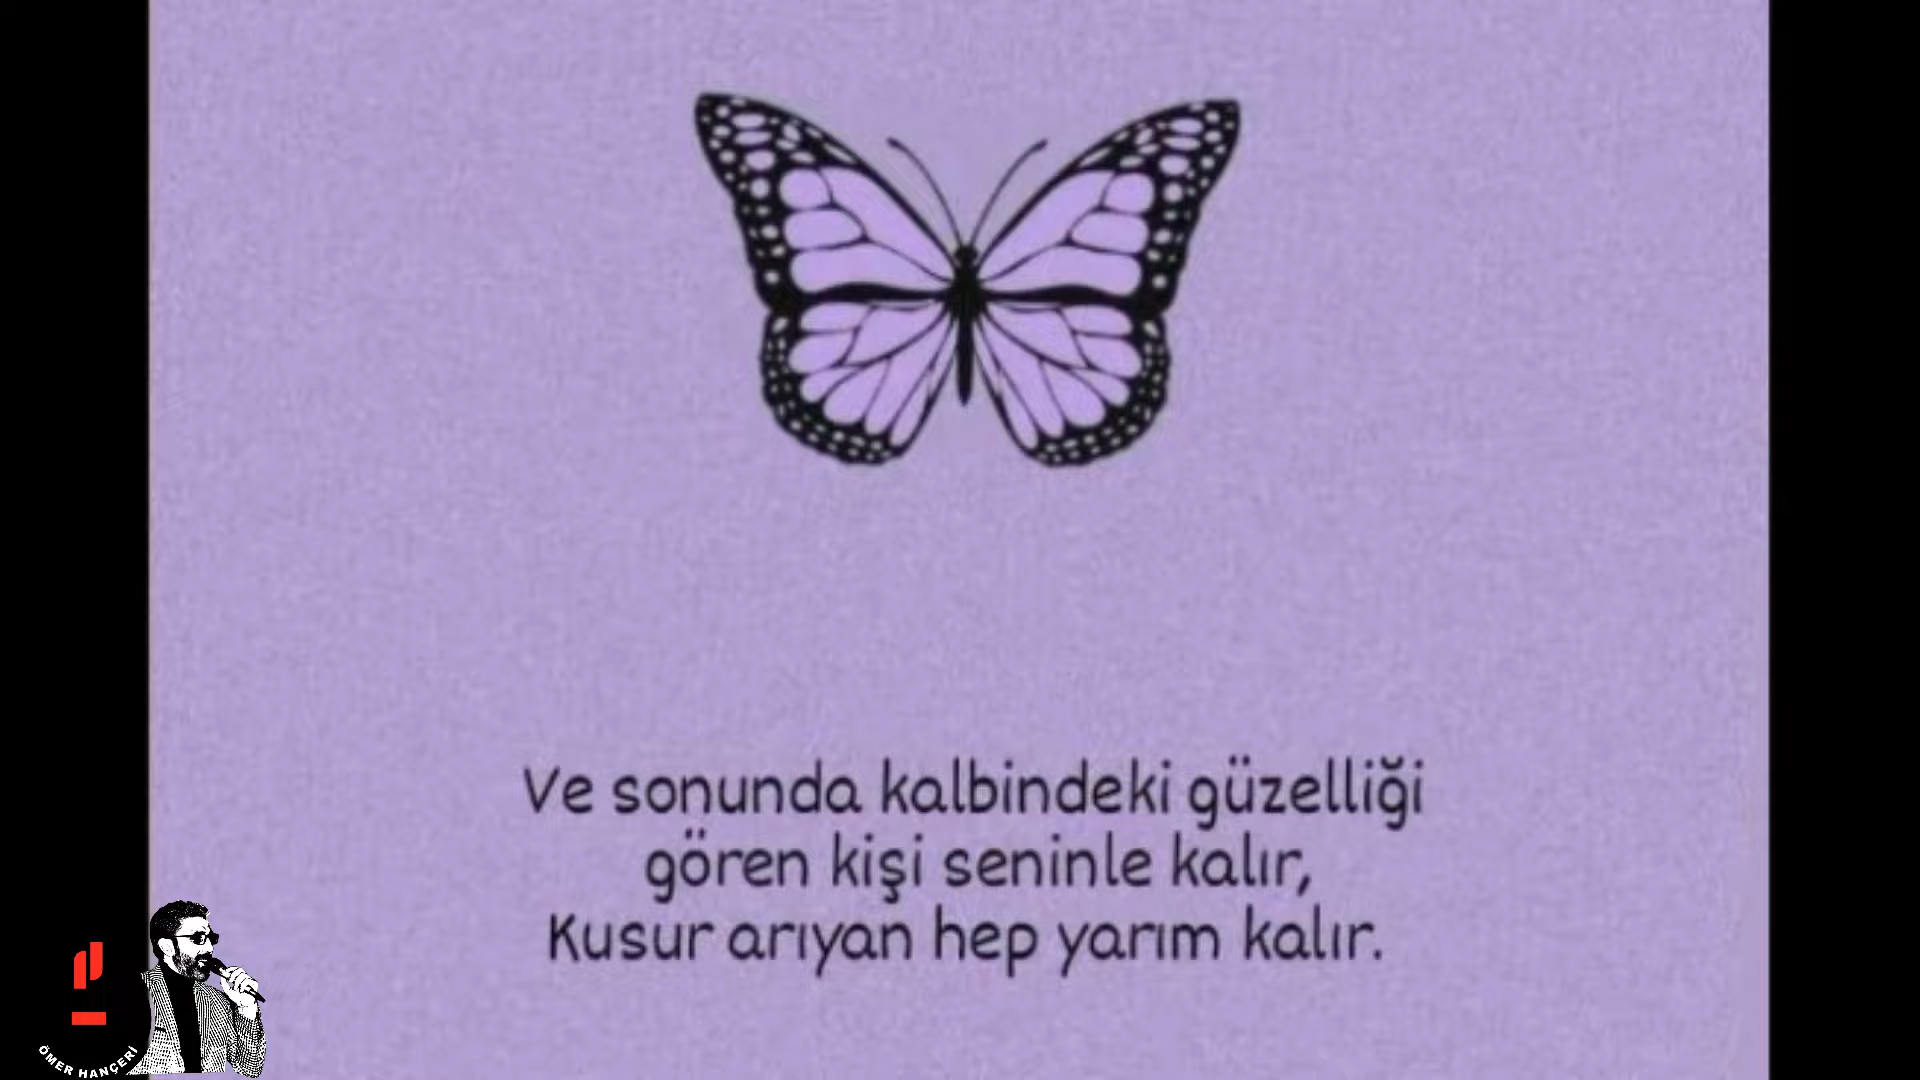 Ve sonunda kalbindeki güzelliği
gören kişi seninle kalır,
Kusur arıyan hep yarım kalır.
ÖMER HANÇERİ